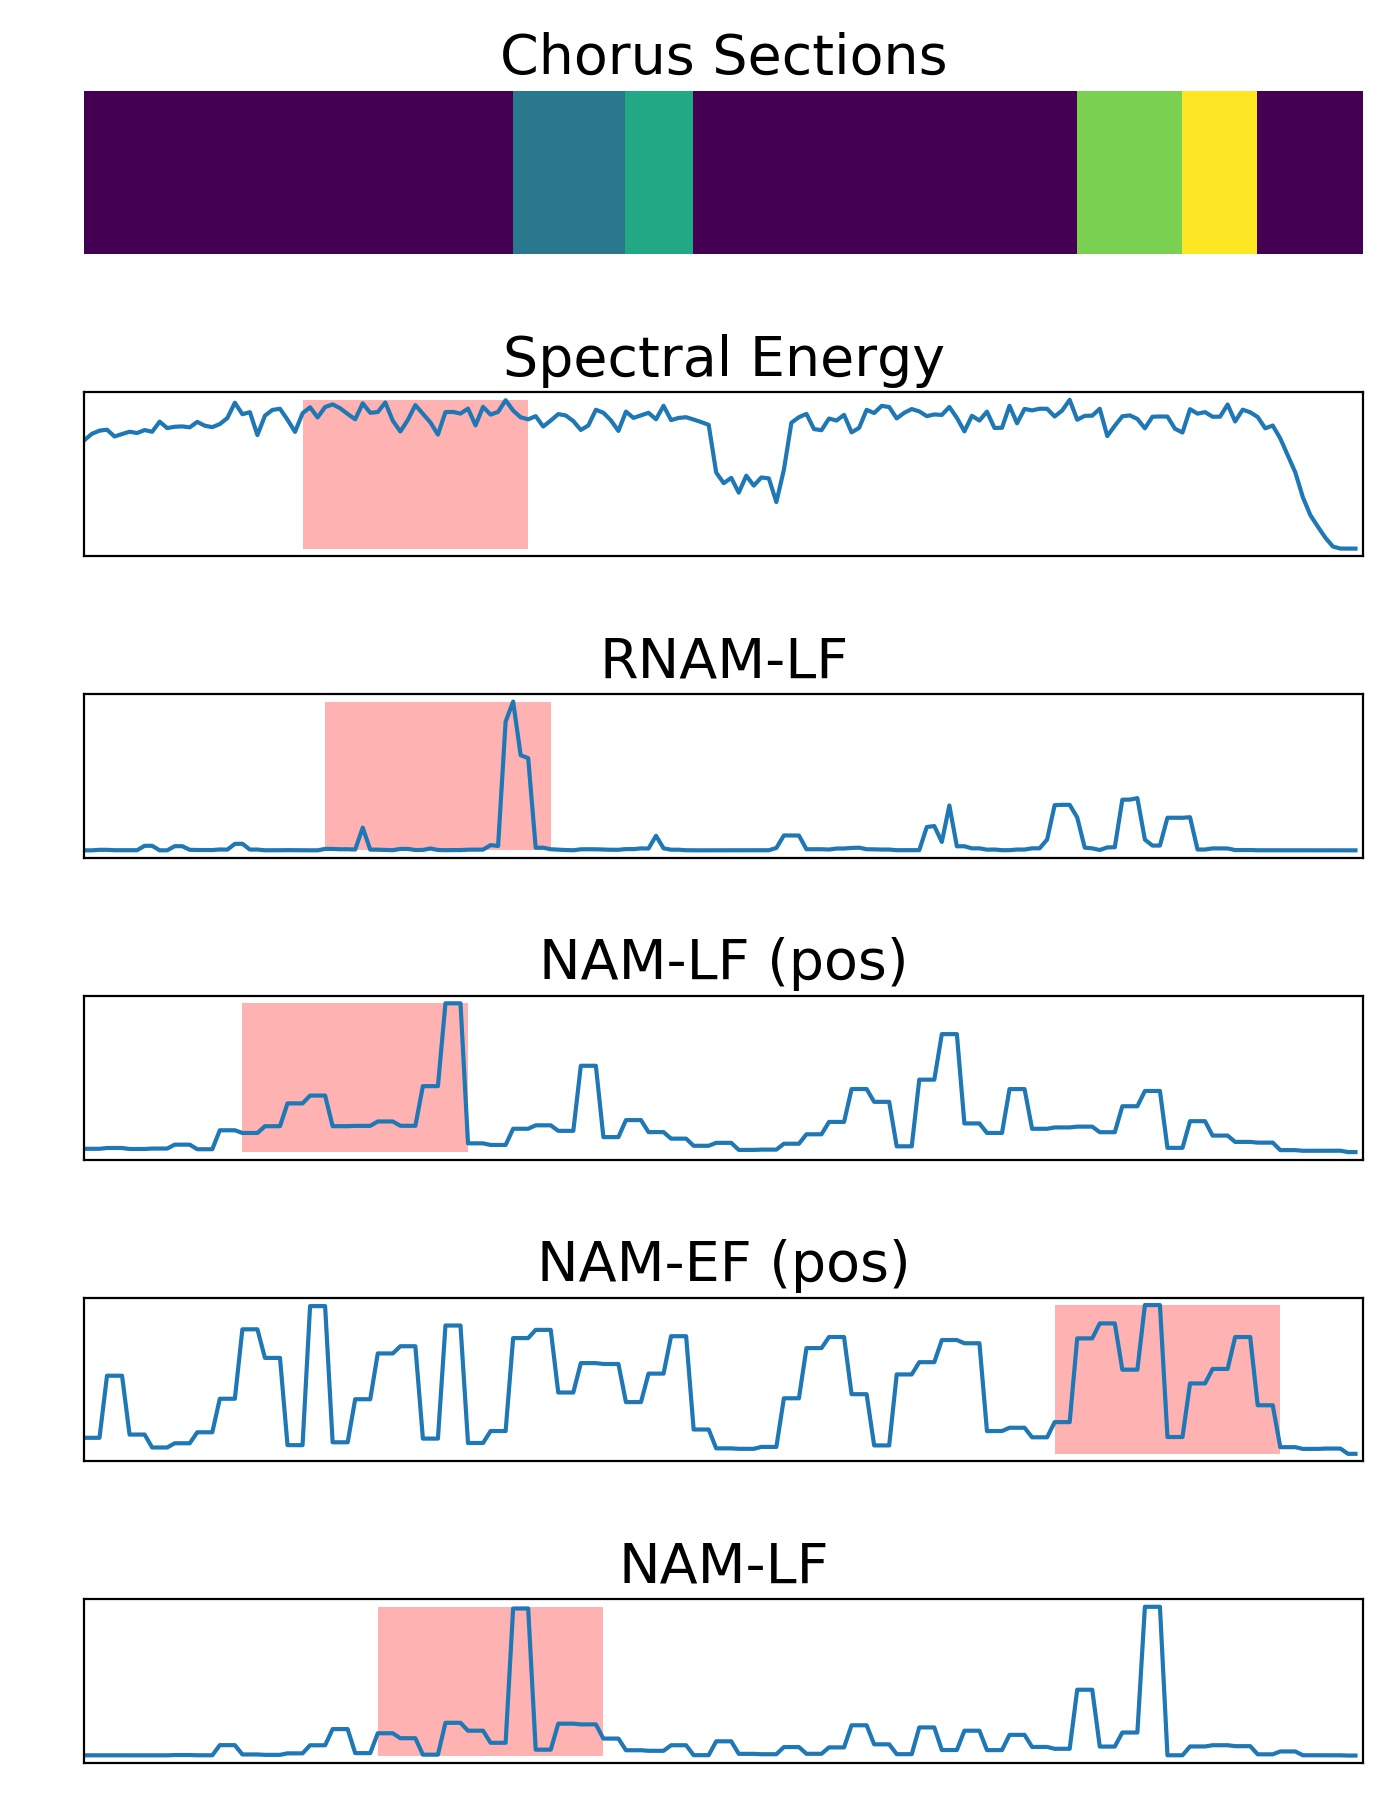 Chorus Sections
Spectral Energy
RNAM-LF
NAM-LF (pos)
NAM-EF (pos)
NAM-LF